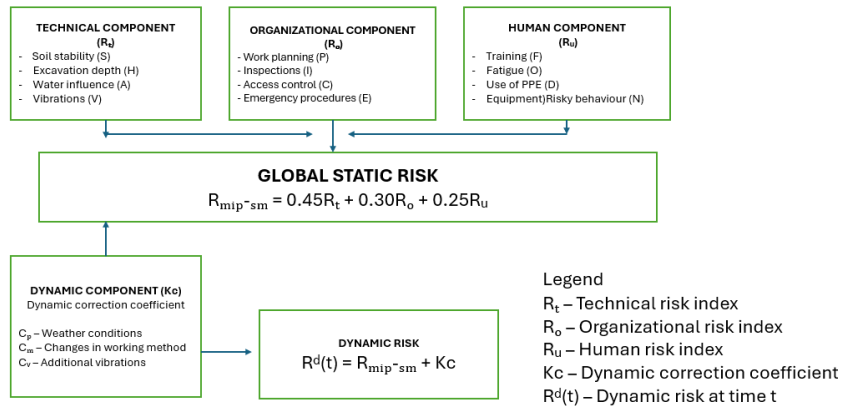 TECHNICAL COMPONENT
(Rₜ)
- Soil stability (S)
- Excavation depth (H)
- Water influence (A)
- Vibrations (V)
ORGANIZATIONAL COMPONENT
(Rₒ)
- Work planning (P)
- Inspections (I)
- Access control (C)
- Emergency procedures (E)
HUMAN COMPONENT
(Rᵤ)
- Training (F)
- Fatigue (O)
- Use of PPE (D)
- Equipment)Risky behaviour (N)
GLOBAL STATIC RISK
Rₘᵢₚ-ₛₘ = 0.45Rₜ + 0.30Rₒ + 0.25Rᵤ
DYNAMIC COMPONENT (Kc)
Dynamic correction coefficient
Cₚ – Weather conditions
Cₘ – Changes in working method
Cᵥ – Additional vibrations
DYNAMIC RISK
Rᵈ(t) = Rₘᵢₚ-ₛₘ + Kc
Legend
Rₜ – Technical risk index
Rₒ – Organizational risk index
Rᵤ – Human risk index
Kc – Dynamic correction coefficient
Rᵈ(t) – Dynamic risk at time t